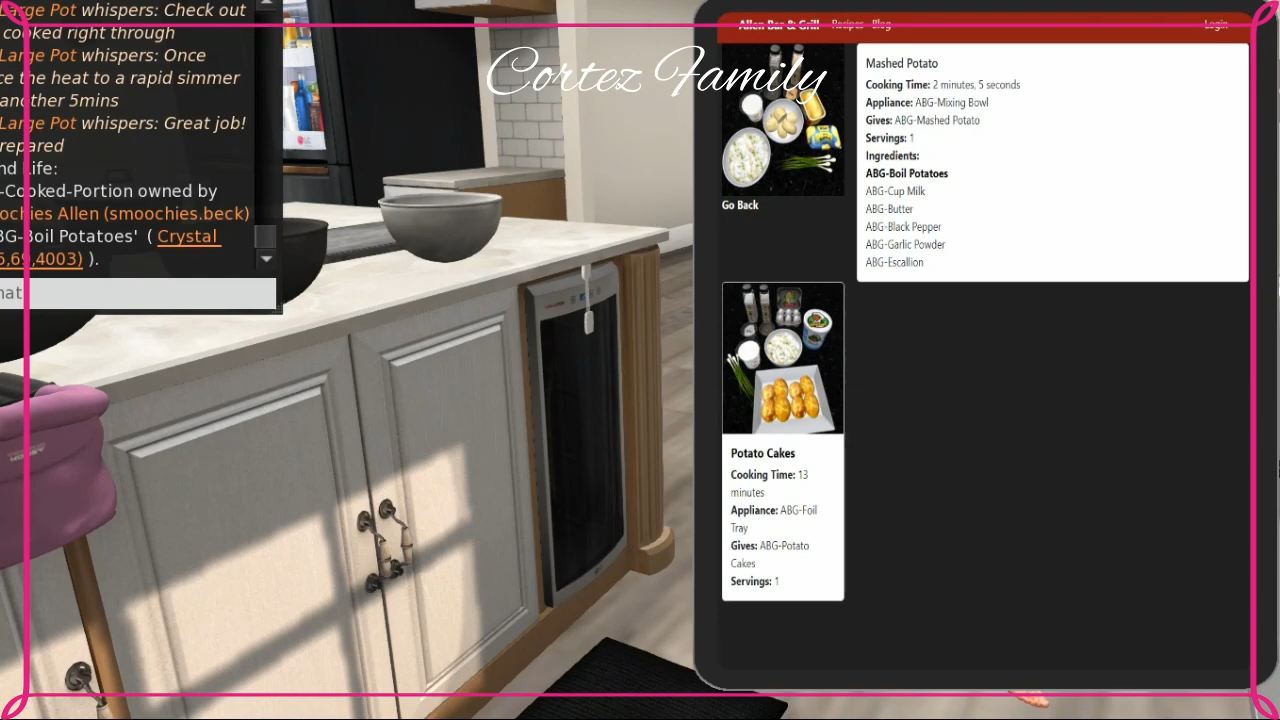 Large Pot whispers: Check out
cooked right through
Large Pot whispers: Once
ce the heat to a rapid simmer
another 5mins
Large Pot whispers: Great job!
repared
nd Life:
-Cooked-Portion owned by
oochies Allen (smoochies.beck)
BG-Boil Potatoes' ( Crystal
6,69,4003) ).
hat
Cortez Family
Allen Bar & Grill Recipes Blog Login
Go Back
Mashed Potato
Cooking Time: 2 minutes, 5 seconds
Appliance: ABG-Mixing Bowl
Gives: ABG-Mashed Potato
Servings: 1
Ingredients:
ABG-Boil Potatoes
ABG-Cup Milk
ABG-Butter
ABG-Black Pepper
ABG-Garlic Powder
ABG-Escallion
Potato Cakes
Cooking Time: 13
minutes
Appliance: ABG-Foil
Tray
Gives: ABG-Potato
Cakes
Servings: 1